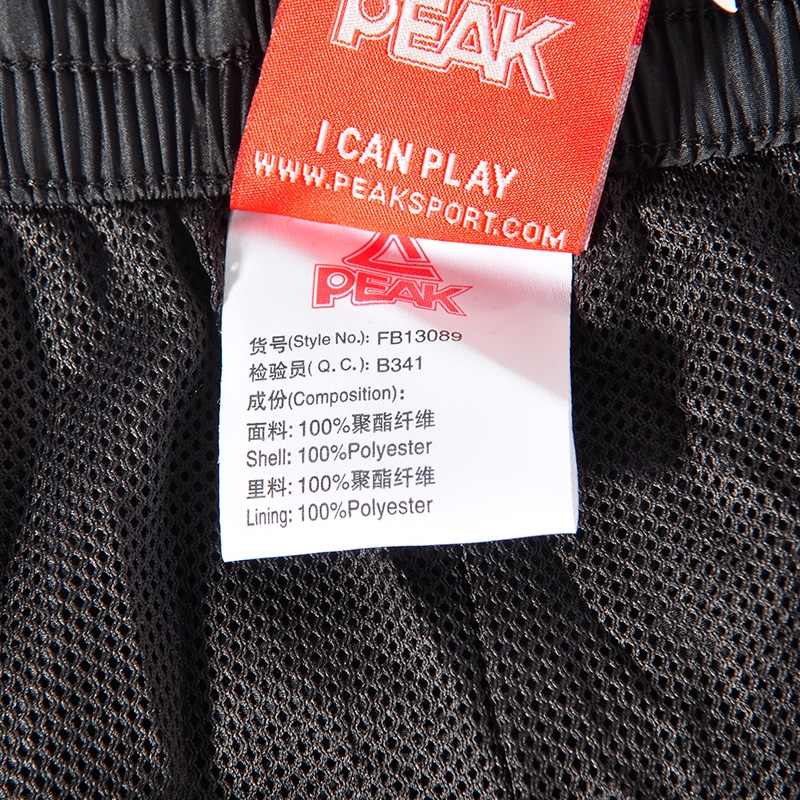 PEAK
I CAN PLAY
WWW.PEAKSPORT.COM
PEAK
货号(Style No.): FB13089
检验员(Q.C.): B341
成份(Composition):
面料: 100%聚酯纤维
Shell: 100%Polyester
里料: 100%聚酯纤维
Lining: 100%Polyester